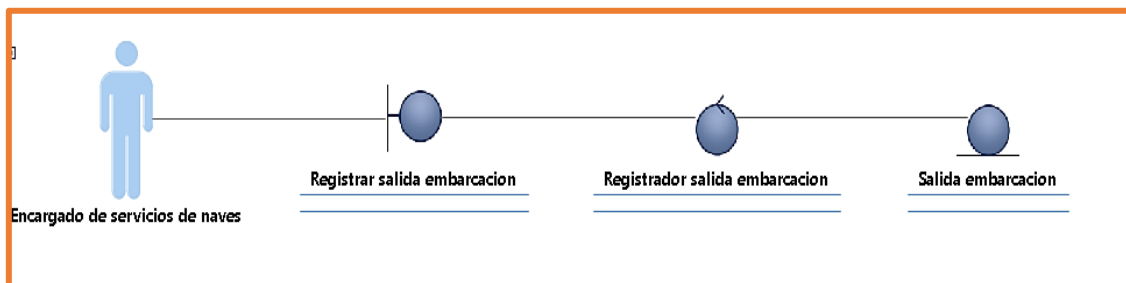 Registrar salida embarcacion
Registrador salida embarcacion
Salida embarcacion
Encargado de servicios de naves